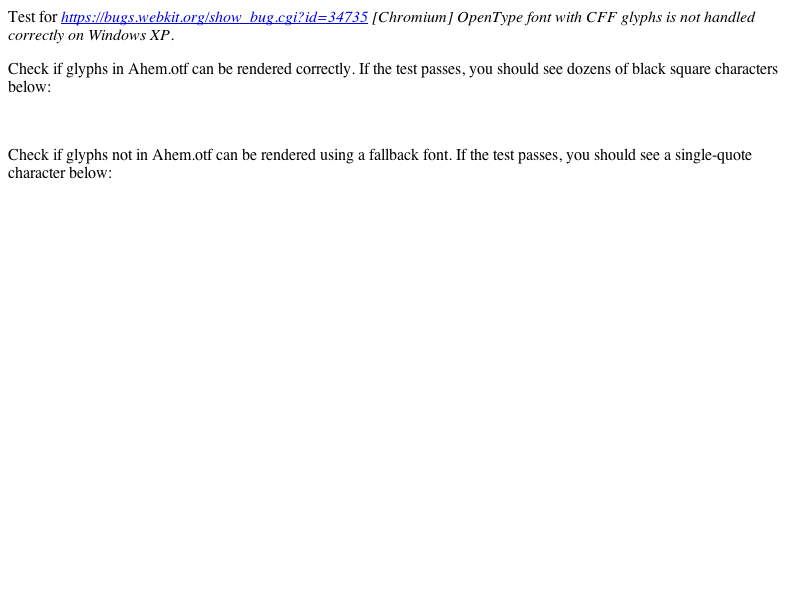 Test for https://bugs.webkit.org/show_bug.cgi?id=34735 [Chromium] OpenType font with CFF glyphs is not handled
correctly on Windows XP.
Check if glyphs in Ahem.otf can be rendered correctly. If the test passes, you should see dozens of black square characters
below:
Check if glyphs not in Ahem.otf can be rendered using a fallback font. If the test passes, you should see a single-quote
character below: